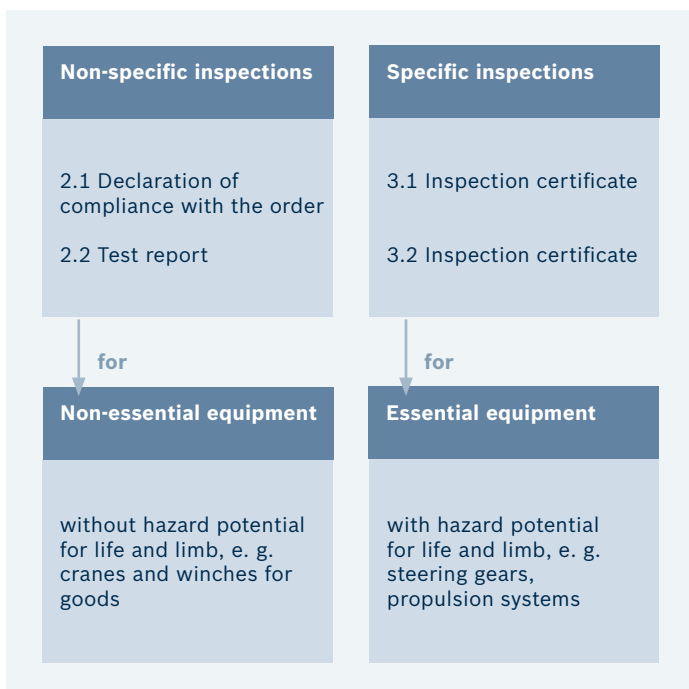 Non-specific inspections
2.1 Declaration of
compliance with the order
2.2 Test report
for
Non-essential equipment
without hazard potential
for life and limb, e. g.
cranes and winches for
goods
Specific inspections
3.1 Inspection certificate
3.2 Inspection certificate
for
Essential equipment
with hazard potential
for life and limb, e. g.
steering gears,
propulsion systems